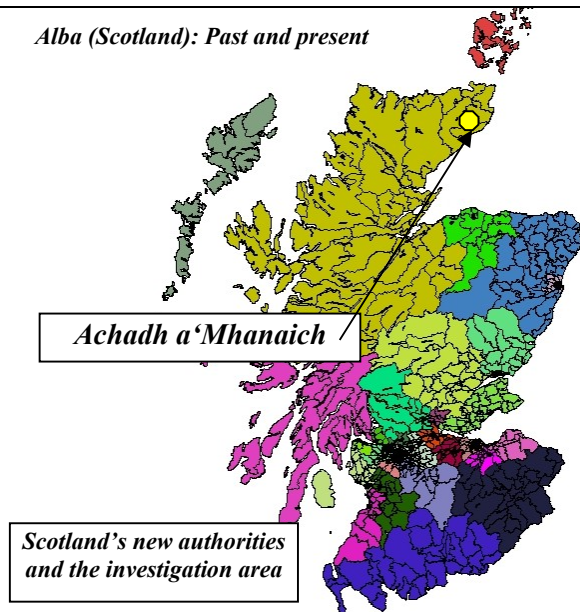 Alba (Scotland): Past and present
Achadh a‘Mhanaich
Scotland’s new authorities
and the investigation area